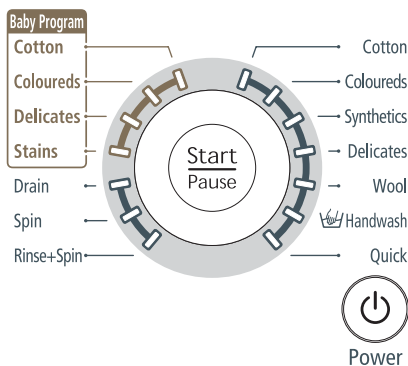 Baby Program
Cotton
Coloureds
Delicates
Stains
Drain
Spin
Rinse+Spin
Start
Pause
Cotton
Coloureds
Synthetics
Delicates
Wool
Handwash
Quick
Power